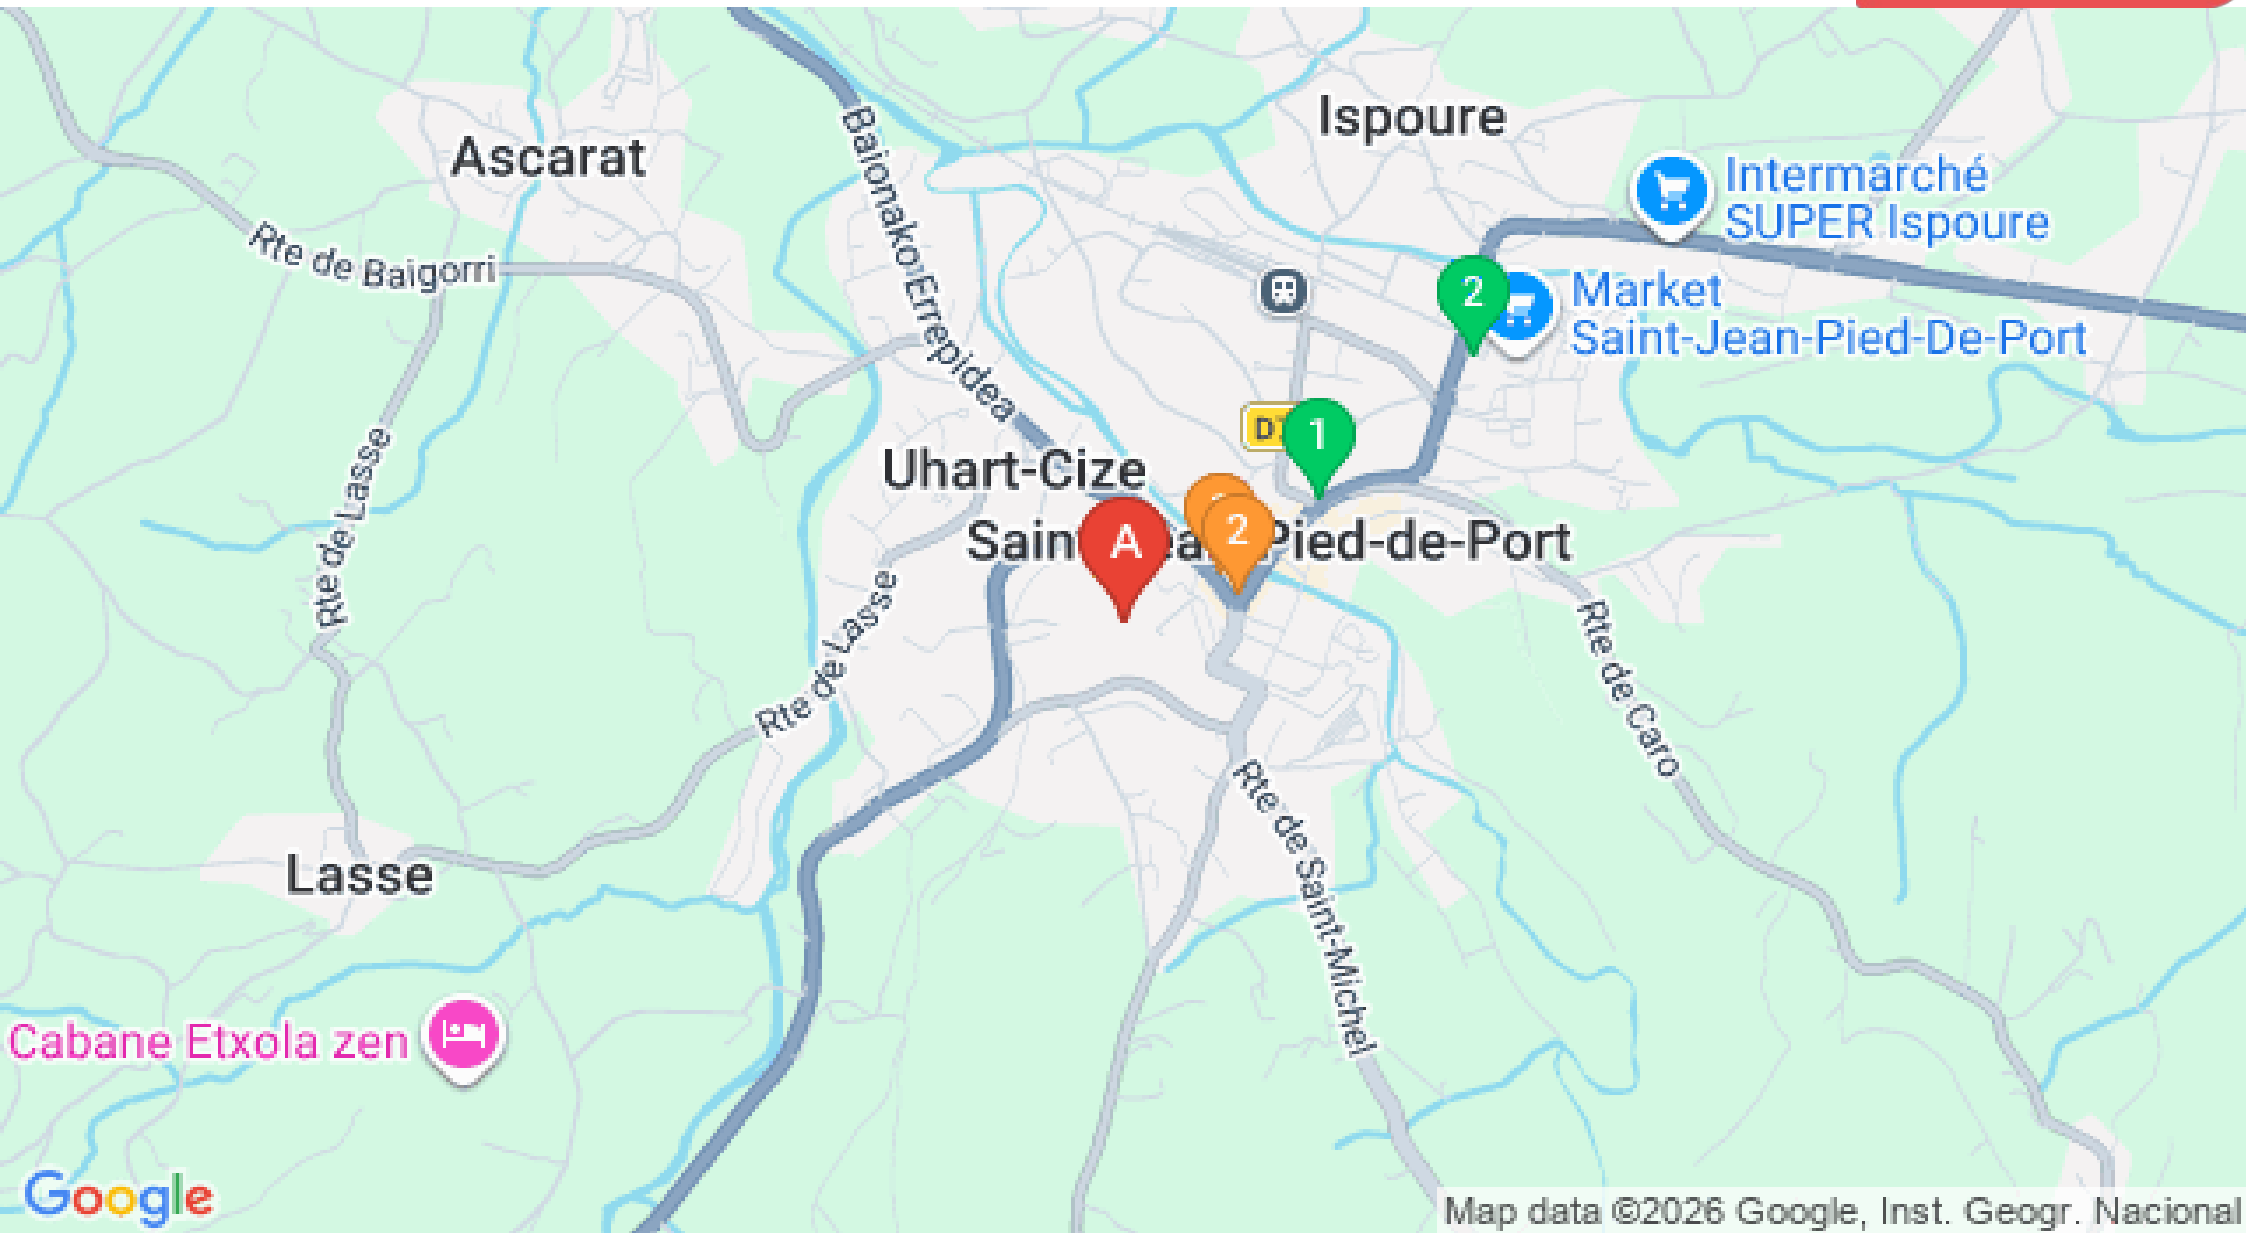 Ispoure
Ascarat
Baionako Errepidea
Intermarché
SUPER Ispoure
Rte de Baigorri
2
Market
Saint-Jean-Pied-De-Port
1
Uhart-Cize
Rte de Lasse
A
2
Pied-de-Port
Rte de Lasse
Rte de Caro
Rte de Saint-Michel
Lasse
Cabane Etxola zen
Google
Map data ©2026 Google, Inst. Geogr. Nacional